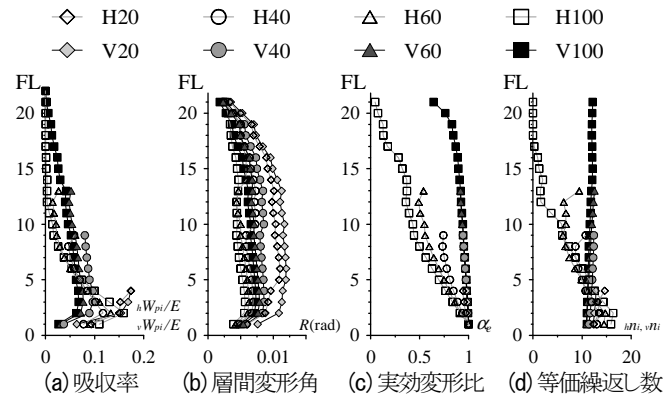 H20 H40 H60 H100
V20 V40 V60 V100
FL FL FL FL
20 20 20 20
15 15 15 15
10 10 10 10
5 5 5 5
hWpi/E R(rad) αe hni, vni
vWpi/E
0 0 0 0
0 0.1 0.2 0 0.01 0 0.5 1 0 10 20
(a)吸収率 (b)層間変形角 (c)実効変形比 (d)等価繰返し数